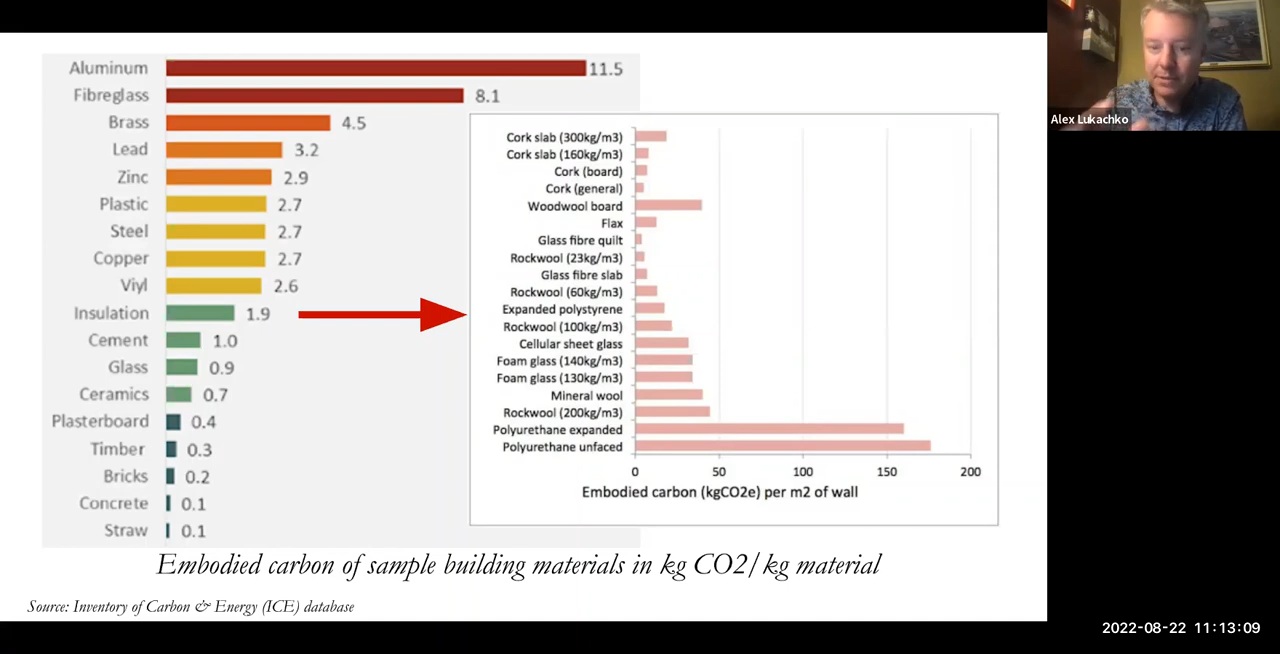 Aluminum 11.5
Fibreglass 8.1
Brass 4.5
Lead 3.2
Zinc 2.9
Plastic 2.7
Steel 2.7
Copper 2.7
Viyl 2.6
Insulation 1.9
Cement 1.0
Glass 0.9
Ceramics 0.7
Plasterboard 0.4
Timber 0.3
Bricks 0.2
Concrete 0.1
Straw 0.1
Cork slab (300kg/m3)
Cork slab (160kg/m3)
Cork (board)
Cork (general)
Woodwool board
Flax
Glass fibre quilt
Rockwool (23kg/m3)
Glass fibre slab
Rockwool (60kg/m3)
Expanded polystyrene
Rockwool (100kg/m3)
Cellular sheet glass
Foam glass (140kg/m3)
Foam glass (130kg/m3)
Mineral wool
Rockwool (200kg/m3)
Polyurethane expanded
Polyurethane unfaced
0 50 100 150 200
Embodied carbon (kgCO2e) per m2 of wall
Embodied carbon of sample building materials in kg CO2/kg material
Source: Inventory of Carbon & Energy (ICE) database
Alex Lukachko
2022-08-22 11:13:09